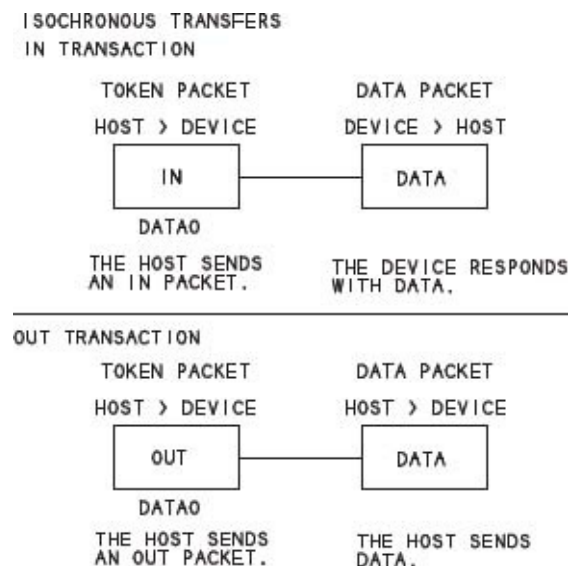 ISOCHRONOUS TRANSFERS
IN TRANSACTION
TOKEN PACKET
HOST > DEVICE
IN
DATA0
THE HOST SENDS
AN IN PACKET.
DATA PACKET
DEVICE > HOST
DATA
THE DEVICE RESPONDS
WITH DATA.
OUT TRANSACTION
TOKEN PACKET
HOST > DEVICE
OUT
DATA0
THE HOST SENDS
AN OUT PACKET.
DATA PACKET
HOST > DEVICE
DATA
THE HOST SENDS
DATA.